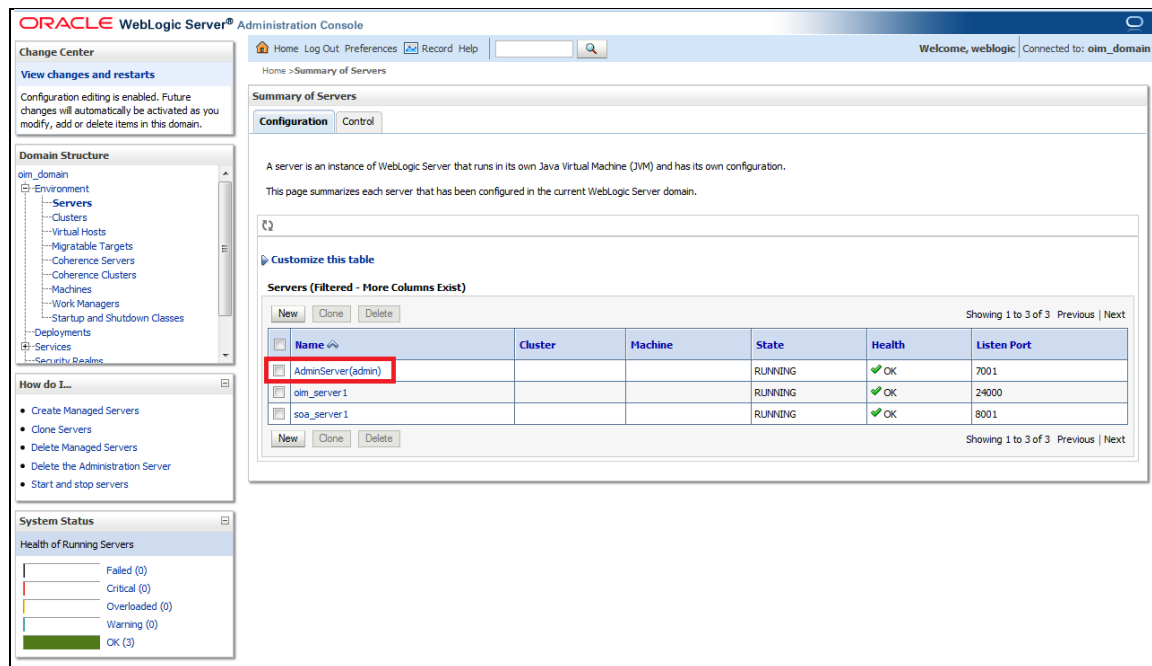 ORACLE WebLogic Server® Administration Console
Change Center
View changes and restarts
Configuration editing is enabled. Future
changes will automatically be activated as you
modify, add or delete items in this domain.
Domain Structure
oim_domain
Environment
Servers
Clusters
Virtual Hosts
Migratable Targets
Coherence Servers
Coherence Clusters
Machines
Work Managers
Startup and Shutdown Classes
Deployments
Services
Security Realms
How do I...
Create Managed Servers
Clone Servers
Delete Managed Servers
Delete the Administration Server
Start and stop servers
System Status
Health of Running Servers
Failed (0)
Critical (0)
Overloaded (0)
Warning (0)
OK (3)
Home Log Out Preferences Record Help
Welcome, weblogic Connected to: oim_domain
Home >Summary of Servers
Summary of Servers
Configuration Control
A server is an instance of WebLogic Server that runs in its own Java Virtual Machine (JVM) and has its own configuration.
This page summarizes each server that has been configured in the current WebLogic Server domain.
Customize this table
Servers (Filtered - More Columns Exist)
New Clone Delete Showing 1 to 3 of 3 Previous | Next
Name Cluster Machine State Health Listen Port
AdminServer(admin) RUNNING OK 7001
oim_server1 RUNNING OK 24000
soa_server1 RUNNING OK 8001
New Clone Delete Showing 1 to 3 of 3 Previous | Next